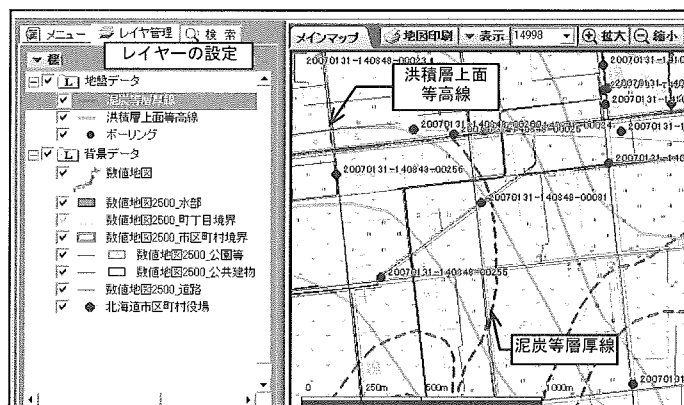 メニュー レイヤ管理 検 索
レイヤーの設定
地盤データ
泥炭等層厚線
洪積層上面等高線
ボーリング
背景データ
数値地図
数値地図2500_水部
数値地図2500_町丁目境界
数値地図2500_市区町村境界
数値地図2500_公園等
数値地図2500_公共建物
数値地図2500_道路
北海道市区町村役場
メインマップ 地図印刷 表示 14998 拡大 縮小
20070131-140848-00023
洪積層上面
等高線
20070131-140848-00256
20070131-140848-00081
20070131-140848-00255
泥炭等層厚線
0 250m 500m 1000m